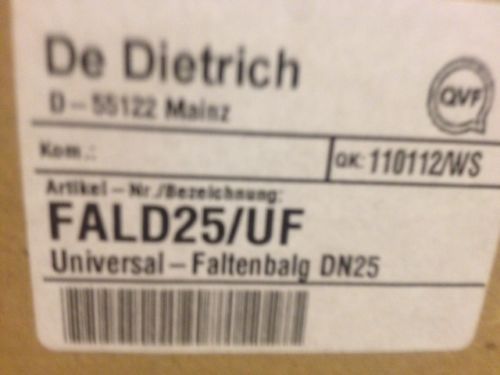 De Dietrich
D – 55122 Mainz
QVF
Kom.:
QK: 110112/WS
Artikel – Nr./Bezeichnung:
FALD25/UF
Universal – Faltenbalg DN25